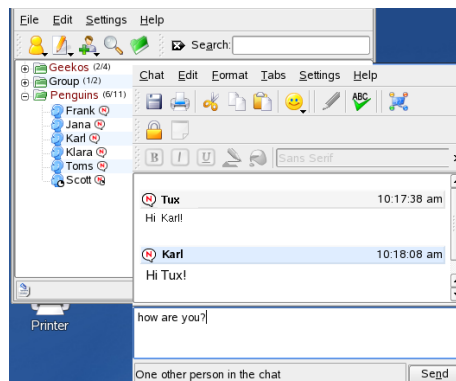 File Edit Settings Help
Search:
Geekos (2/4)
Group (1/2)
Penguins (6/11)
Frank
Jana
Karl
Klara
Toms
Scott
Chat Edit Format Tabs Settings Help
ABC
B I U Sans Serif
Tux 10:17:38 am
Hi Karl!
Karl 10:18:08 am
Hi Tux!
how are you?
Printer
One other person in the chat Send